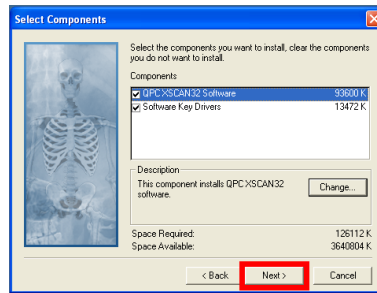 Select Components
Select the components you want to install, clear the components
you do not want to install.
Components
QPC XSCAN32 Software 93600 K
Software Key Drivers 13472 K
Description
This component installs QPC XSCAN32
software.
Change...
Space Required: 126112 K
Space Available: 3640804 K
< Back
Next >
Cancel